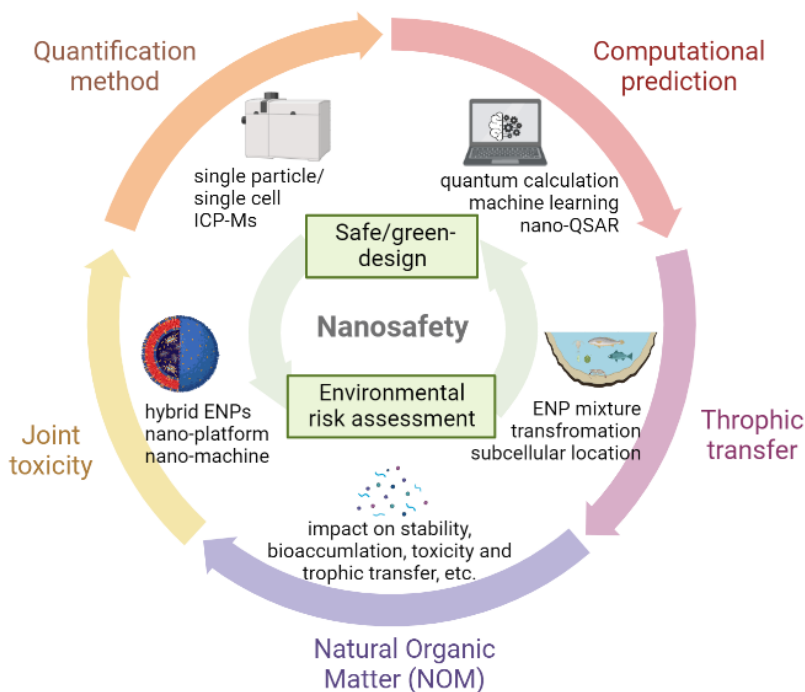 Quantification
method
Computational
prediction
single particle/
single cell
ICP-Ms
quantum calculation
machine learning
nano-QSAR
Safe/green-
design
Nanosafety
Environmental
risk assessment
hybrid ENPs
nano-platform
nano-machine
ENP mixture
transfromation
subcellular location
Joint
toxicity
Throphic
transfer
impact on stability,
bioaccumlation, toxicity and
trophic transfer, etc.
Natural Organic
Matter (NOM)